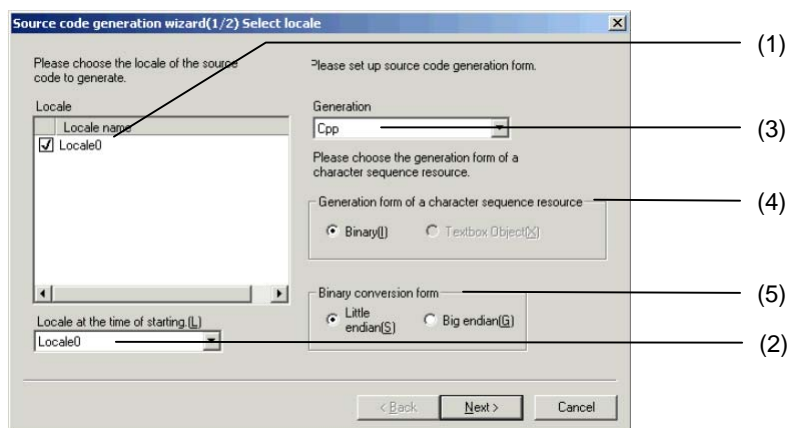 Source code generation wizard(1/2) Select locale
Please choose the locale of the source
code to generate.
Locale
Locale name
Locale0
Locale at the time of starting.(L)
Locale0
Please set up source code generation form.
Generation
Cpp
Please choose the generation form of a
character sequence resource.
Generation form of a character sequence resource
Binary(I)
Textbox Object(X)
Binary conversion form
Little
endian(S)
Big endian(G)
< Back
Next >
Cancel
(1)
(3)
(4)
(5)
(2)